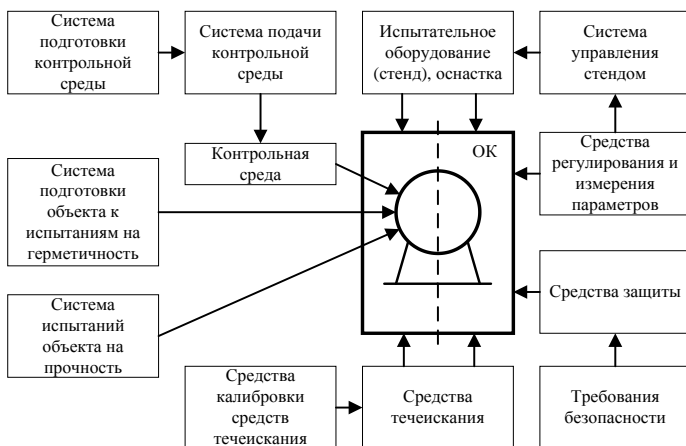 Система
подготовки
контрольной
среды
Система подачи
контрольной
среды
Испытательное
оборудование
(стенд), оснастка
Система
управления
стендом
Контрольная
среда
ОК
Средства
регулирования и
измерения
параметров
Система
подготовки
объекта к
испытаниям на
герметичность
Система
испытаний
объекта на
прочность
Средства защиты
Средства
калибровки
средств
течеискания
Средства
течеискания
Требования
безопасности